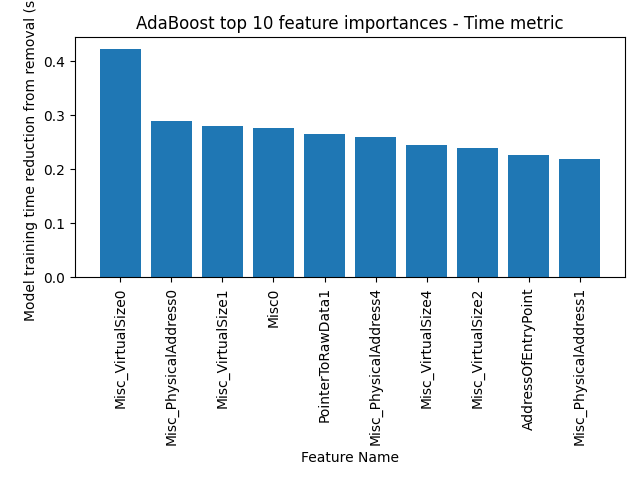 AdaBoost top 10 feature importances - Time metric
Model training time reduction from removal (s
0.4
0.3
0.2
0.1
0.0
Misc_VirtualSize0
Misc_PhysicalAddress0
Misc_VirtualSize1
Misc0
PointerToRawData1
Misc_PhysicalAddress4
Misc_VirtualSize4
Misc_VirtualSize2
AddressOfEntryPoint
Misc_PhysicalAddress1
Feature Name